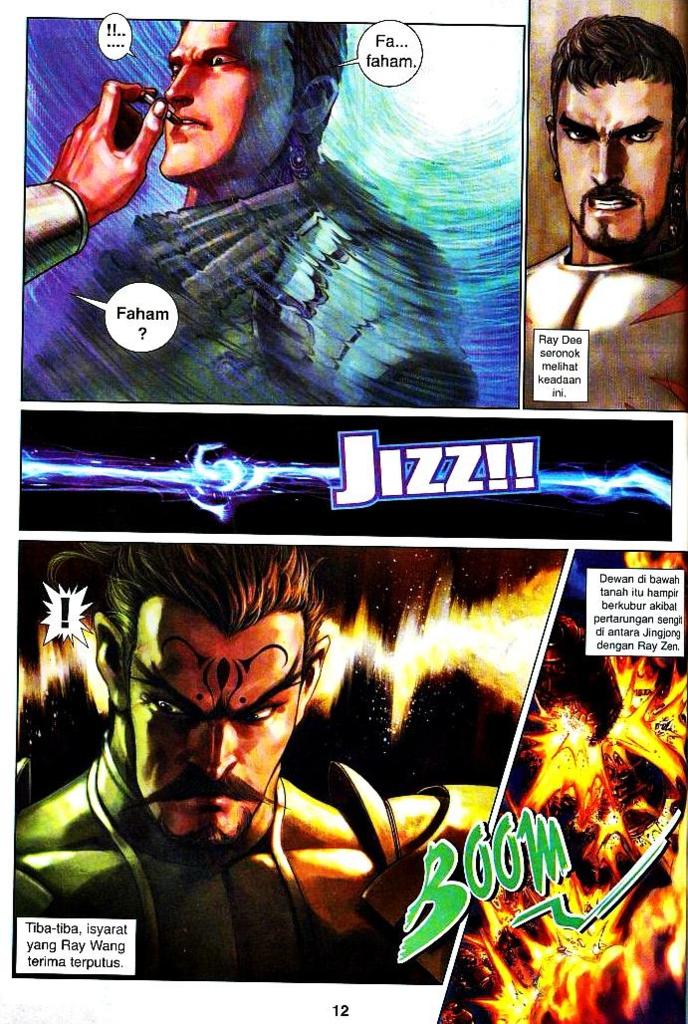 !!..
....
Fa...
faham.
Faham
?
Ray Dee
seronok
melihat
keadaan
ini.
JIZZ!!
!
Tiba-tiba, isyarat
yang Ray Wang
terima terputus.
Dewan di bawah
tanah itu hampir
berkubur akibat
pertarungan sengit
di antara Jingjong
dengan Ray Zen.
BOOM
12